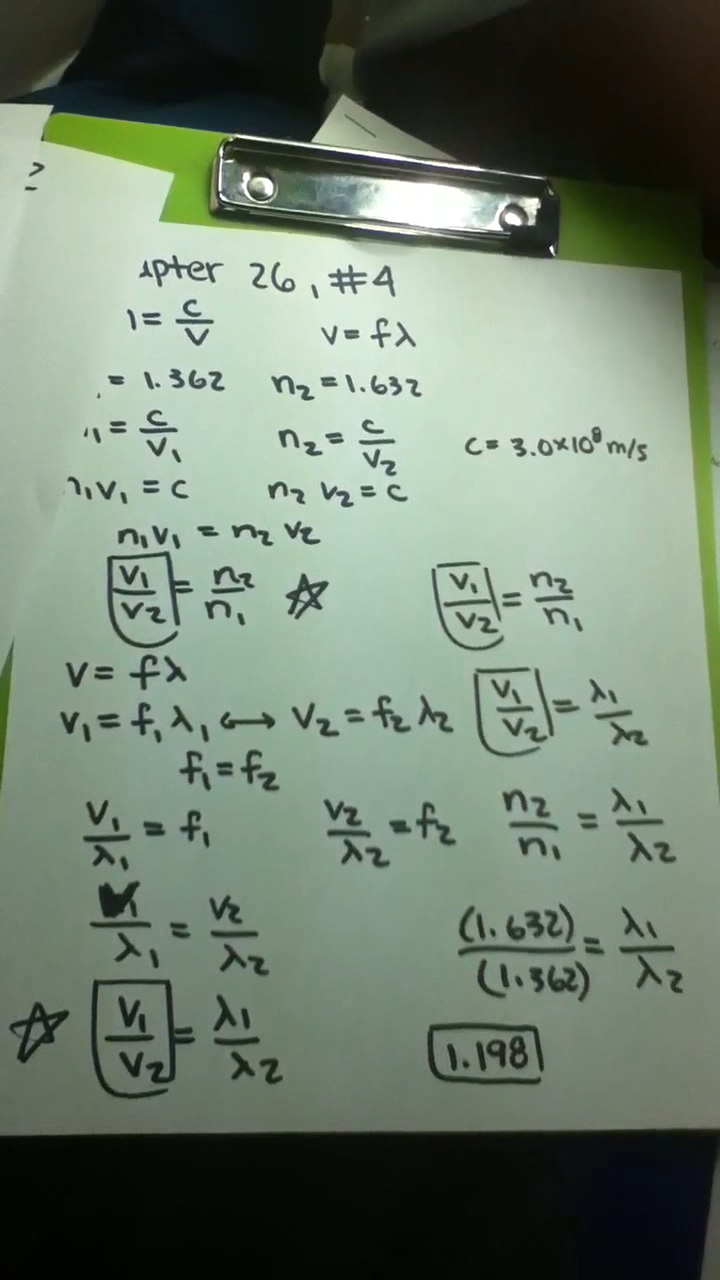 ?
apter 26, #4
1 = c/v v = fλ
. = 1.362 n₂ = 1.632
₁ = c/v₁ n₂ = c/v₂ c = 3.0×10⁸ m/s
n₁v₁ = c n₂ v₂ = c
n₁v₁ = n₂ v₂
v₁/v₂ = n₂/n₁ ☆ v₁/v₂ = n₂/n₁
v = fλ
v₁ = f₁ λ₁ ↔ v₂ = f₂ λ₂ v₁/v₂ = λ₁/λ₂
f₁ = f₂
v₁/λ₁ = f₁ v₂/λ₂ = f₂ n₂/n₁ = λ₁/λ₂
v₁/λ₁ = v₂/λ₂ (1.632)/(1.362) = λ₁/λ₂
☆ v₁/v₂ = λ₁/λ₂ 1.198